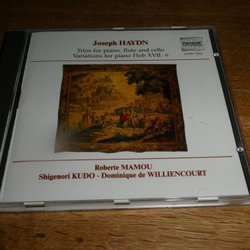 Joseph HAYDN
Trios for piano, flute and cello
Variations for piano Hob XVII: 6
Roberte MAMOU
Shigenori KUDO - Dominique de WILLIENCOURT